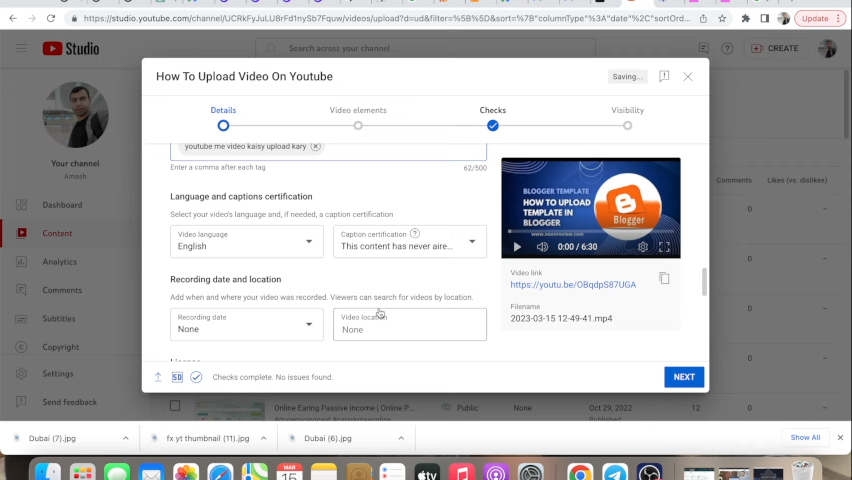 https://studio.youtube.com/channel/UCRkFyJuLU8rFd1nySb7Fquw/videos/upload?d=ud&filter=%5B%5D&sort=%7B"columnType"%3A"date"%2C"sortOrd...
Update
Studio
Search across your channel
CREATE
How To Upload Video On Youtube
Saving...
Details
Video elements
Checks
Visibility
Your channel
Amash
Dashboard
Content
Analytics
Comments
Subtitles
Copyright
Settings
Send feedback
youtube me video kaisy upload kary
Enter a comma after each tag
62/500
Language and captions certification
Select your video's language and, if needed, a caption certification
Video language
English
Caption certification
This content has never aire...
Recording date and location
Add when and where your video was recorded. Viewers can search for videos by location.
Recording date
None
Video location
None
BLOGGER TEMPLATE
HOW TO UPLOAD
TEMPLATE IN
BLOGGER
Blogger
0:00 / 6:30
Video link
https://youtu.be/OBqdpS87UGA
Filename
2023-03-15 12-49-41.mp4
Comments
Likes (vs. dislikes)
0
0
0
0
0
SD
Checks complete. No issues found.
NEXT
Online Earing Passive income | Online P...
Public
None
Oct 29, 2022
12
0
Published
Dubai (7).jpg
fx yt thumbnail (11).jpg
Dubai (6).jpg
Show All
MAR
15
tv